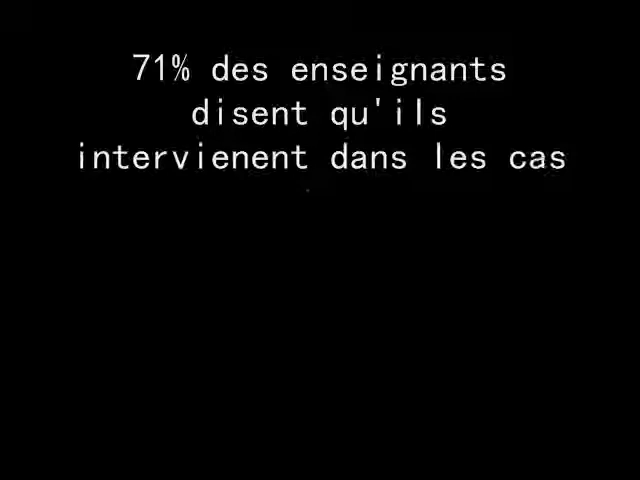 71% des enseignants
disent qu'ils
intervienent dans les cas